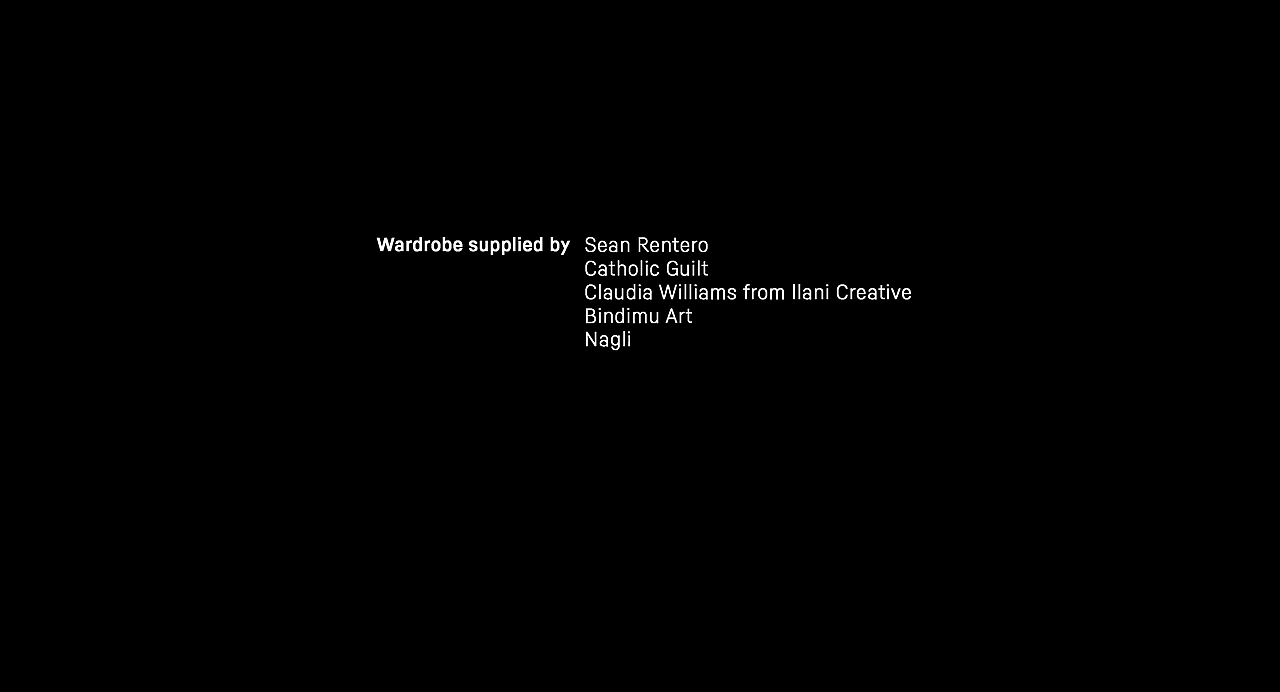 Wardrobe supplied by Sean Rentero
Catholic Guilt
Claudia Williams from Ilani Creative
Bindimu Art
Nagli